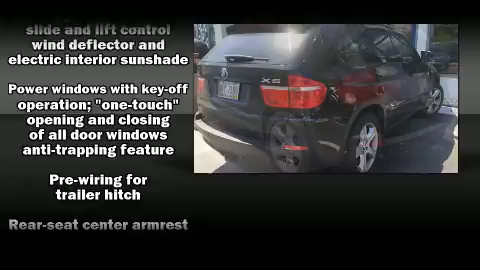 slide and lift control
wind deflector and
electric interior sunshade
Power windows with key-off
operation; "one-touch"
opening and closing
of all door windows
anti-trapping feature
Pre-wiring for
trailer hitch
Rear-seat center armrest
X5